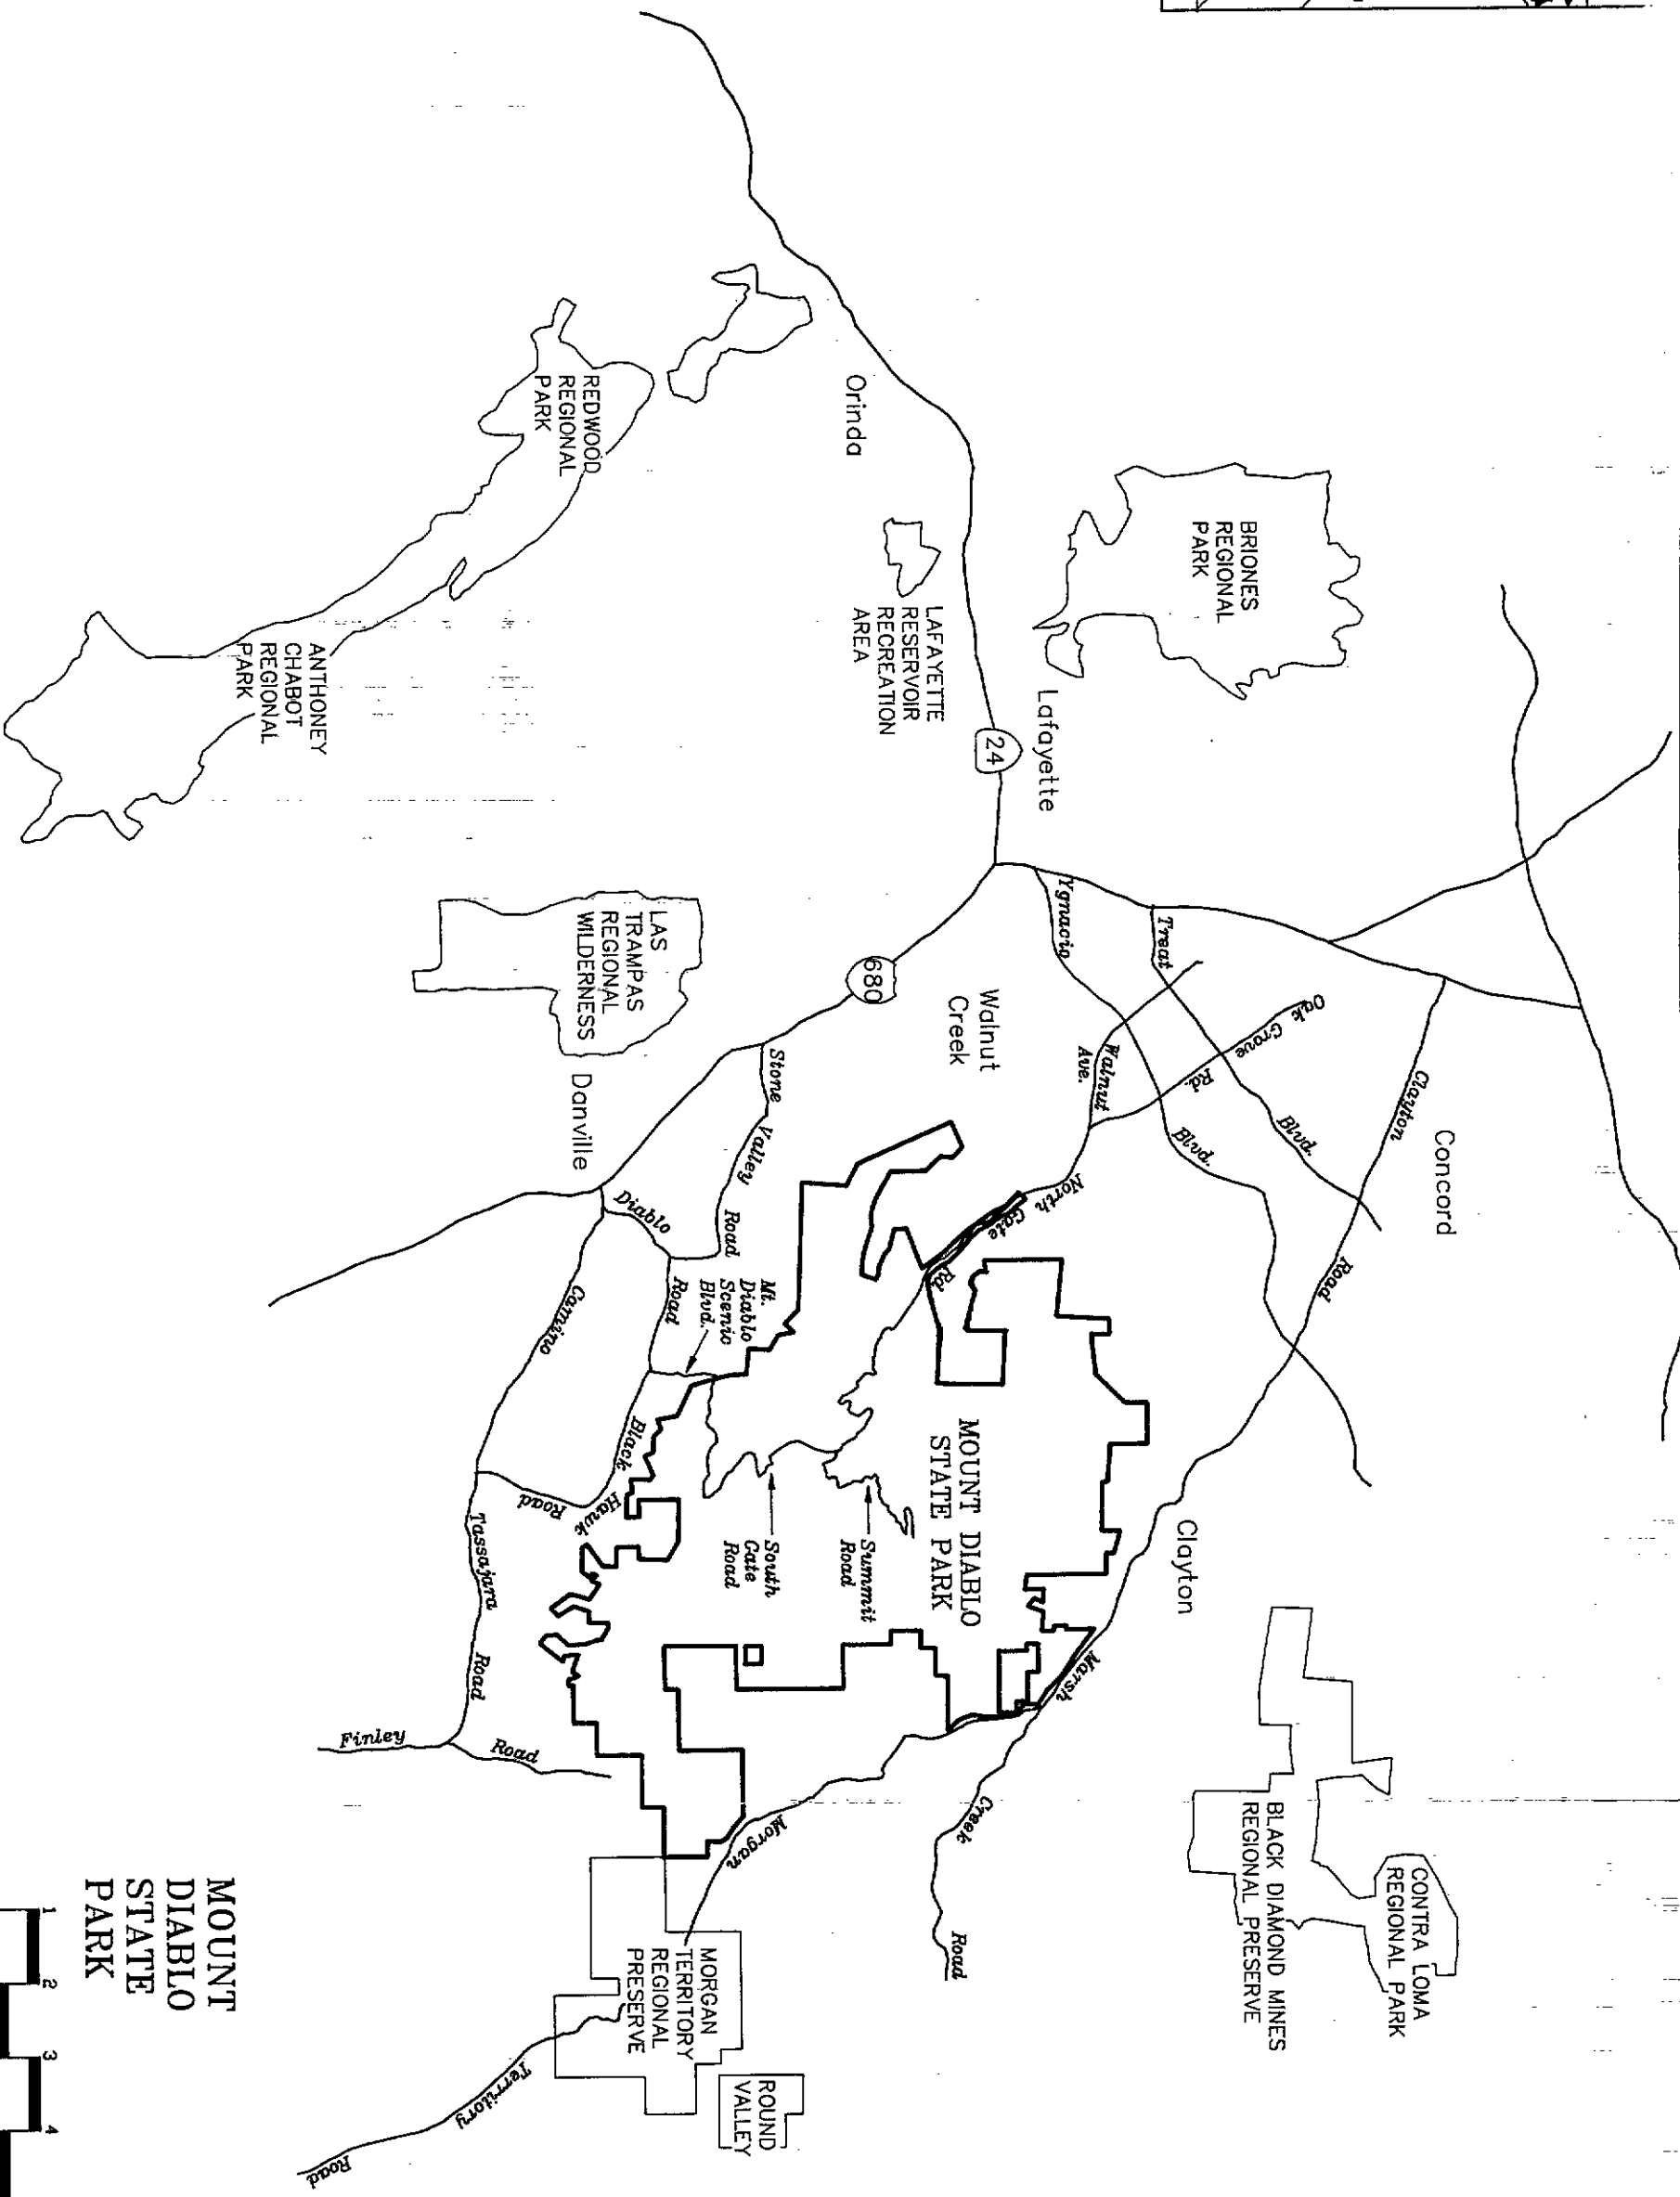 BRIONES
REGIONAL
PARK
Orinda
LAFAYETTE
RESERVOIR
RECREATION
AREA
Lafayette
24
REDWOOD
REGIONAL
PARK
ANTHONEY
CHABOT
REGIONAL
PARK
LAS
TRAMPAS
REGIONAL
WILDERNESS
680
Walnut
Creek
Danville
Concord
Clayton
Ygnacio
Blvd.
Treat
Blvd.
Oak Grove
Rd.
Walnut
Ave.
Clayton
Road
North
Gate
Rd.
Stone
Valley
Road
Diablo
Road
Mt.
Diablo
Scenic
Blvd.
Black
Hawk
Road
Camino
Tassajara
Road
Finley
Road
MOUNT DIABLO
STATE PARK
Summit
Road
South
Gate
Road
Marsh
Creek
Road
Morgan
Territory
Road
CONTRA LOMA
REGIONAL PARK
BLACK DIAMOND MINES
REGIONAL PRESERVE
MORGAN
TERRITORY
REGIONAL
PRESERVE
ROUND
VALLEY
MOUNT
DIABLO
STATE
PARK
1
2
3
4